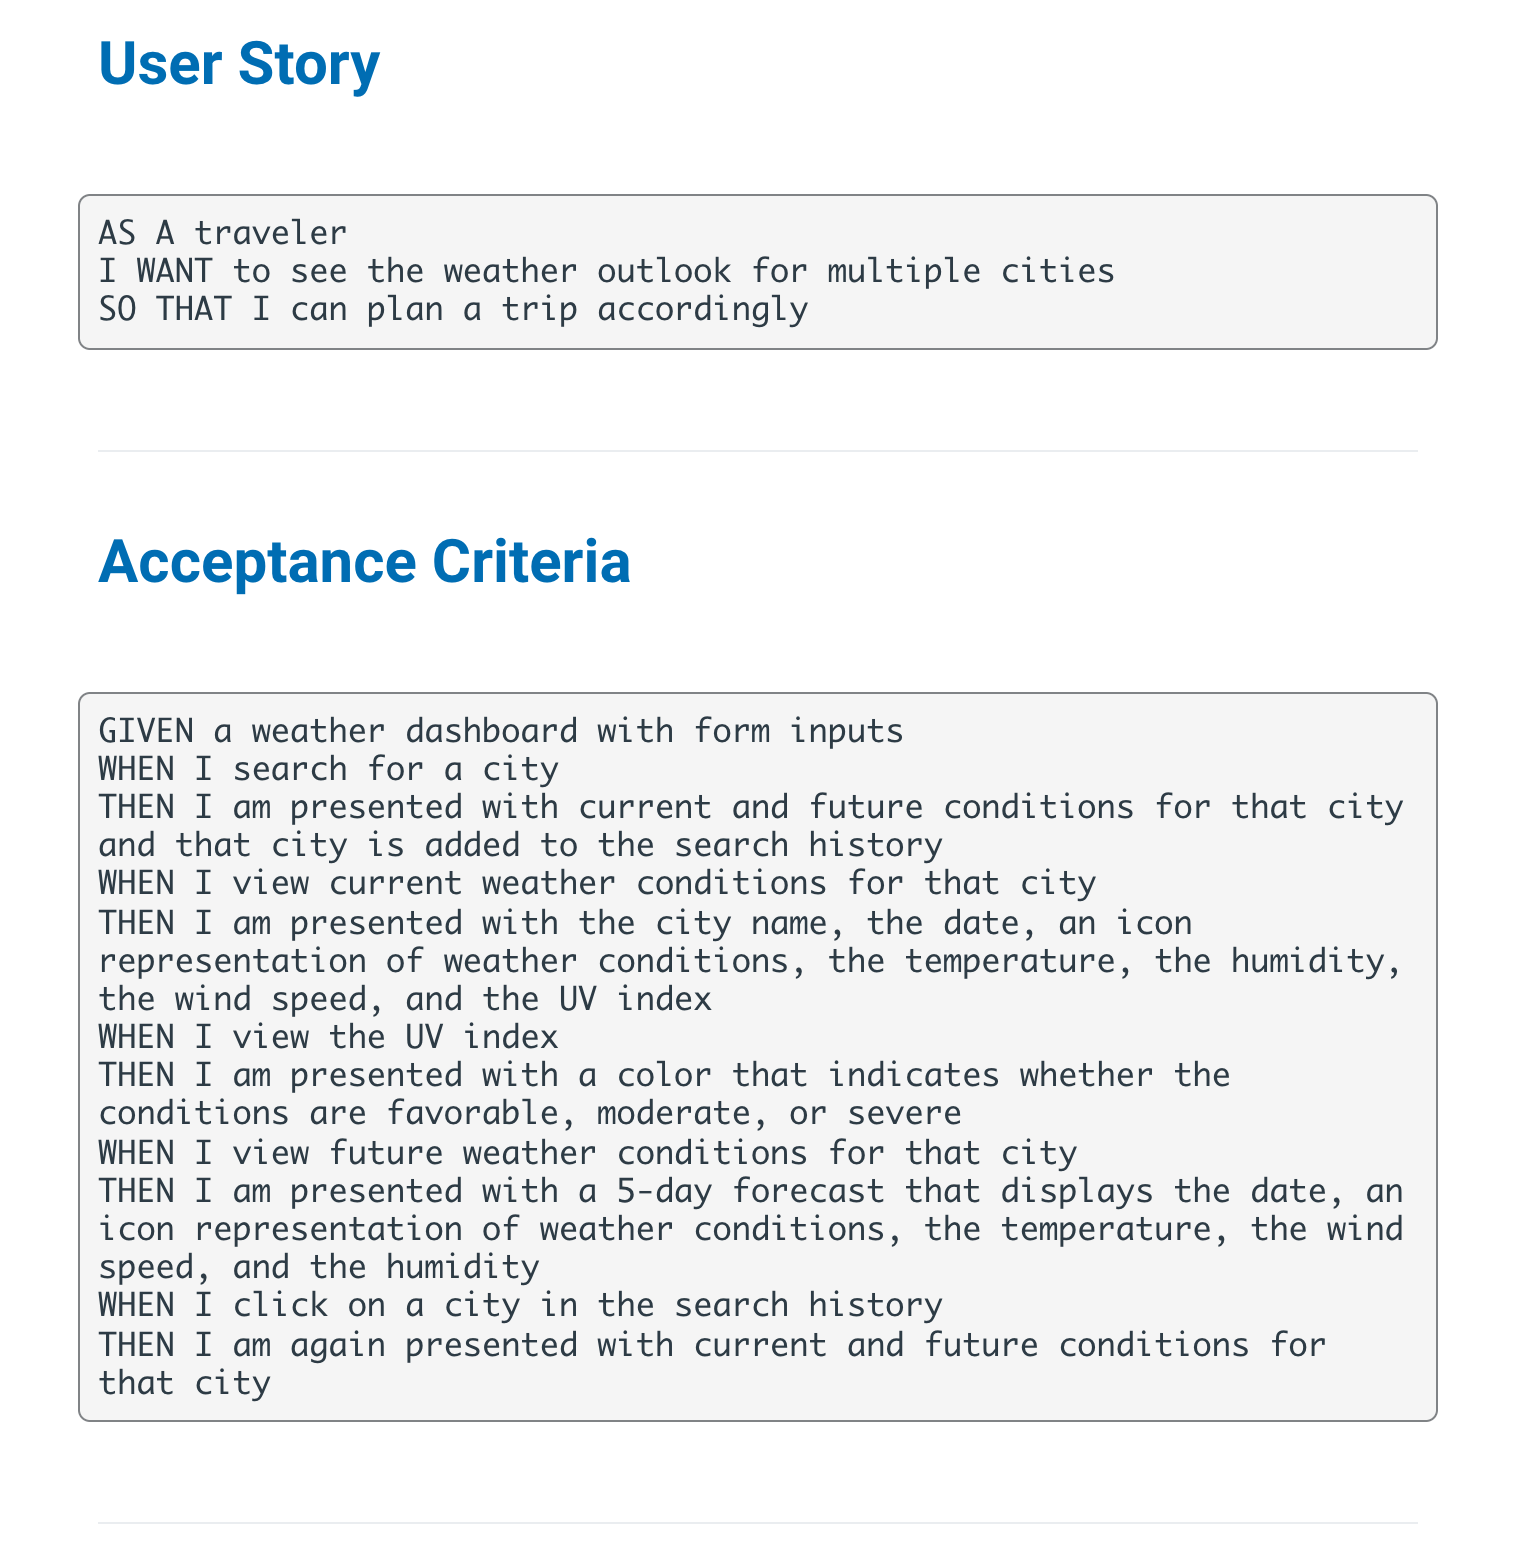 User Story
AS A traveler
I WANT to see the weather outlook for multiple cities
SO THAT I can plan a trip accordingly
Acceptance Criteria
GIVEN a weather dashboard with form inputs
WHEN I search for a city
THEN I am presented with current and future conditions for that city
and that city is added to the search history
WHEN I view current weather conditions for that city
THEN I am presented with the city name, the date, an icon
representation of weather conditions, the temperature, the humidity,
the wind speed, and the UV index
WHEN I view the UV index
THEN I am presented with a color that indicates whether the
conditions are favorable, moderate, or severe
WHEN I view future weather conditions for that city
THEN I am presented with a 5-day forecast that displays the date, an
icon representation of weather conditions, the temperature, the wind
speed, and the humidity
WHEN I click on a city in the search history
THEN I am again presented with current and future conditions for
that city